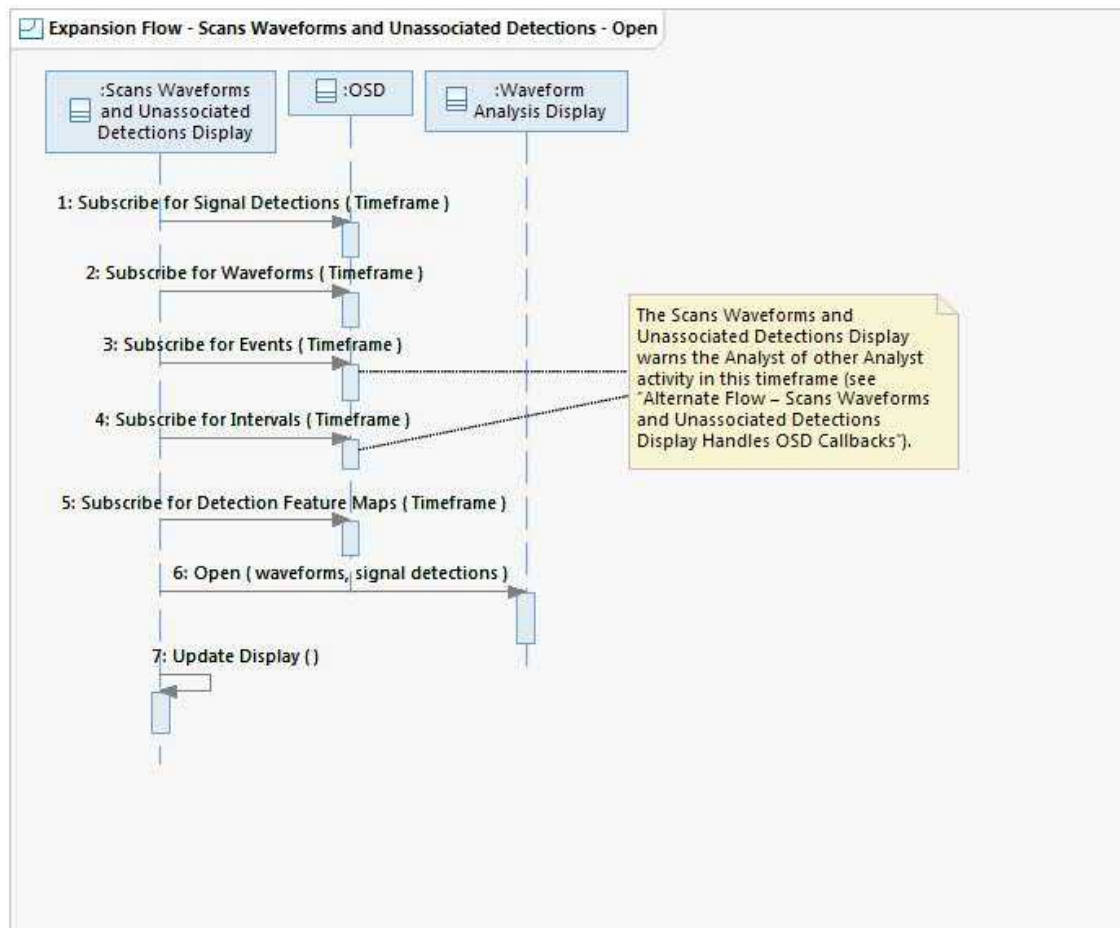 Expansion Flow - Scans Waveforms and Unassociated Detections - Open
:Scans Waveforms
and Unassociated
Detections Display
:OSD
:Waveform
Analysis Display
1: Subscribe for Signal Detections ( Timeframe )
2: Subscribe for Waveforms ( Timeframe )
3: Subscribe for Events ( Timeframe )
4: Subscribe for Intervals ( Timeframe )
5: Subscribe for Detection Feature Maps ( Timeframe )
6: Open ( waveforms, signal detections )
7: Update Display ( )
The Scans Waveforms and
Unassociated Detections Display
warns the Analyst of other Analyst
activity in this timeframe (see
"Alternate Flow – Scans Waveforms
and Unassociated Detections
Display Handles OSD Callbacks").